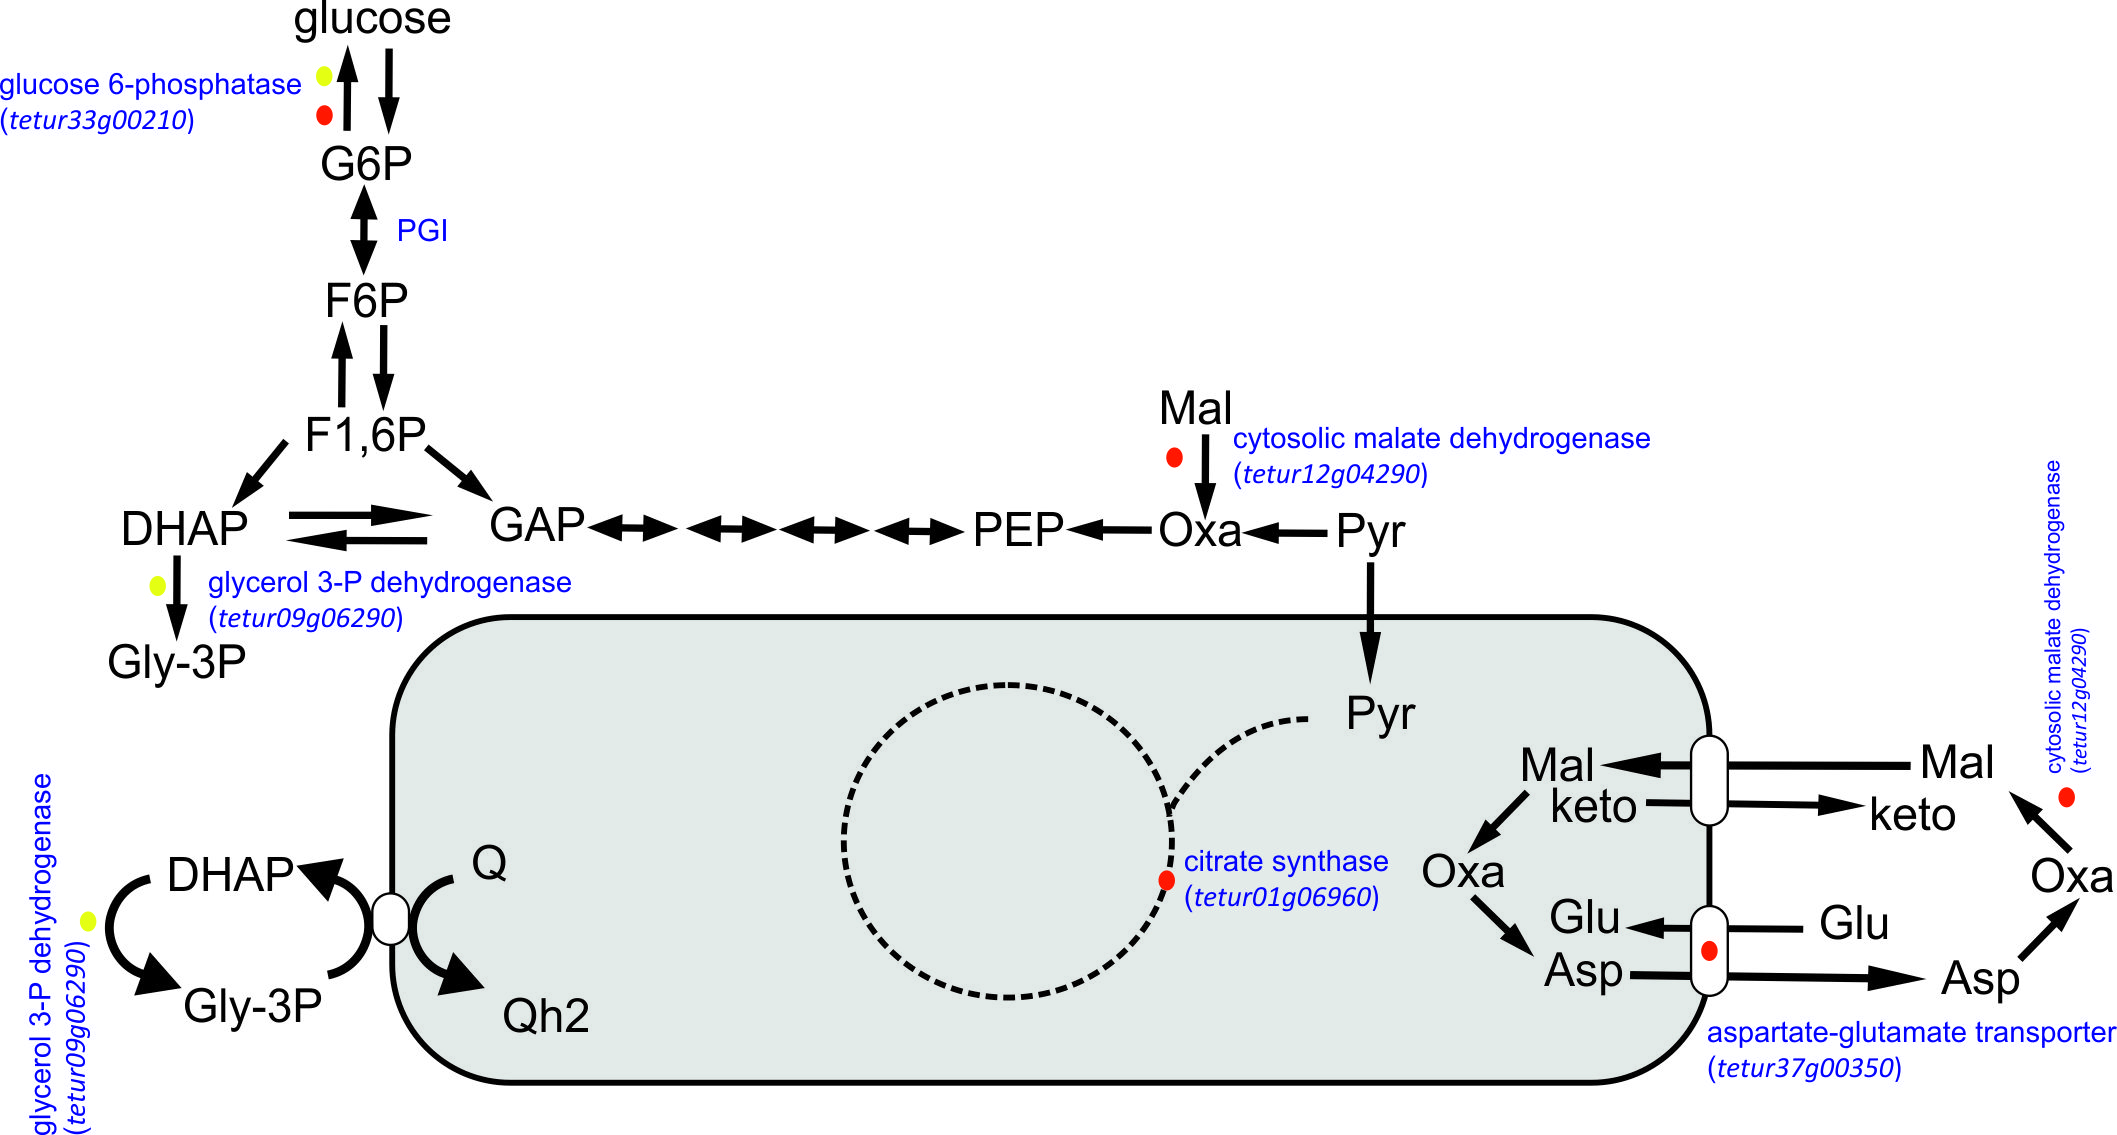 glucose
glucose 6-phosphatase
(tetur33g00210)
G6P
PGI
F6P
F1,6P
Mal
cytosolic malate dehydrogenase
(tetur12g04290)
DHAP
GAP
PEP
Oxa
Pyr
glycerol 3-P dehydrogenase
(tetur09g06290)
Gly-3P
Pyr
Mal
keto
Mal
keto
cytosolic malate dehydrogenase
(tetur12g04290)
Oxa
Oxa
citrate synthase
(tetur01g06960)
Glu
Asp
Glu
Asp
aspartate-glutamate transporter
(tetur37g00350)
glycerol 3-P dehydrogenase
(tetur09g06290)
DHAP
Gly-3P
Q
Qh2